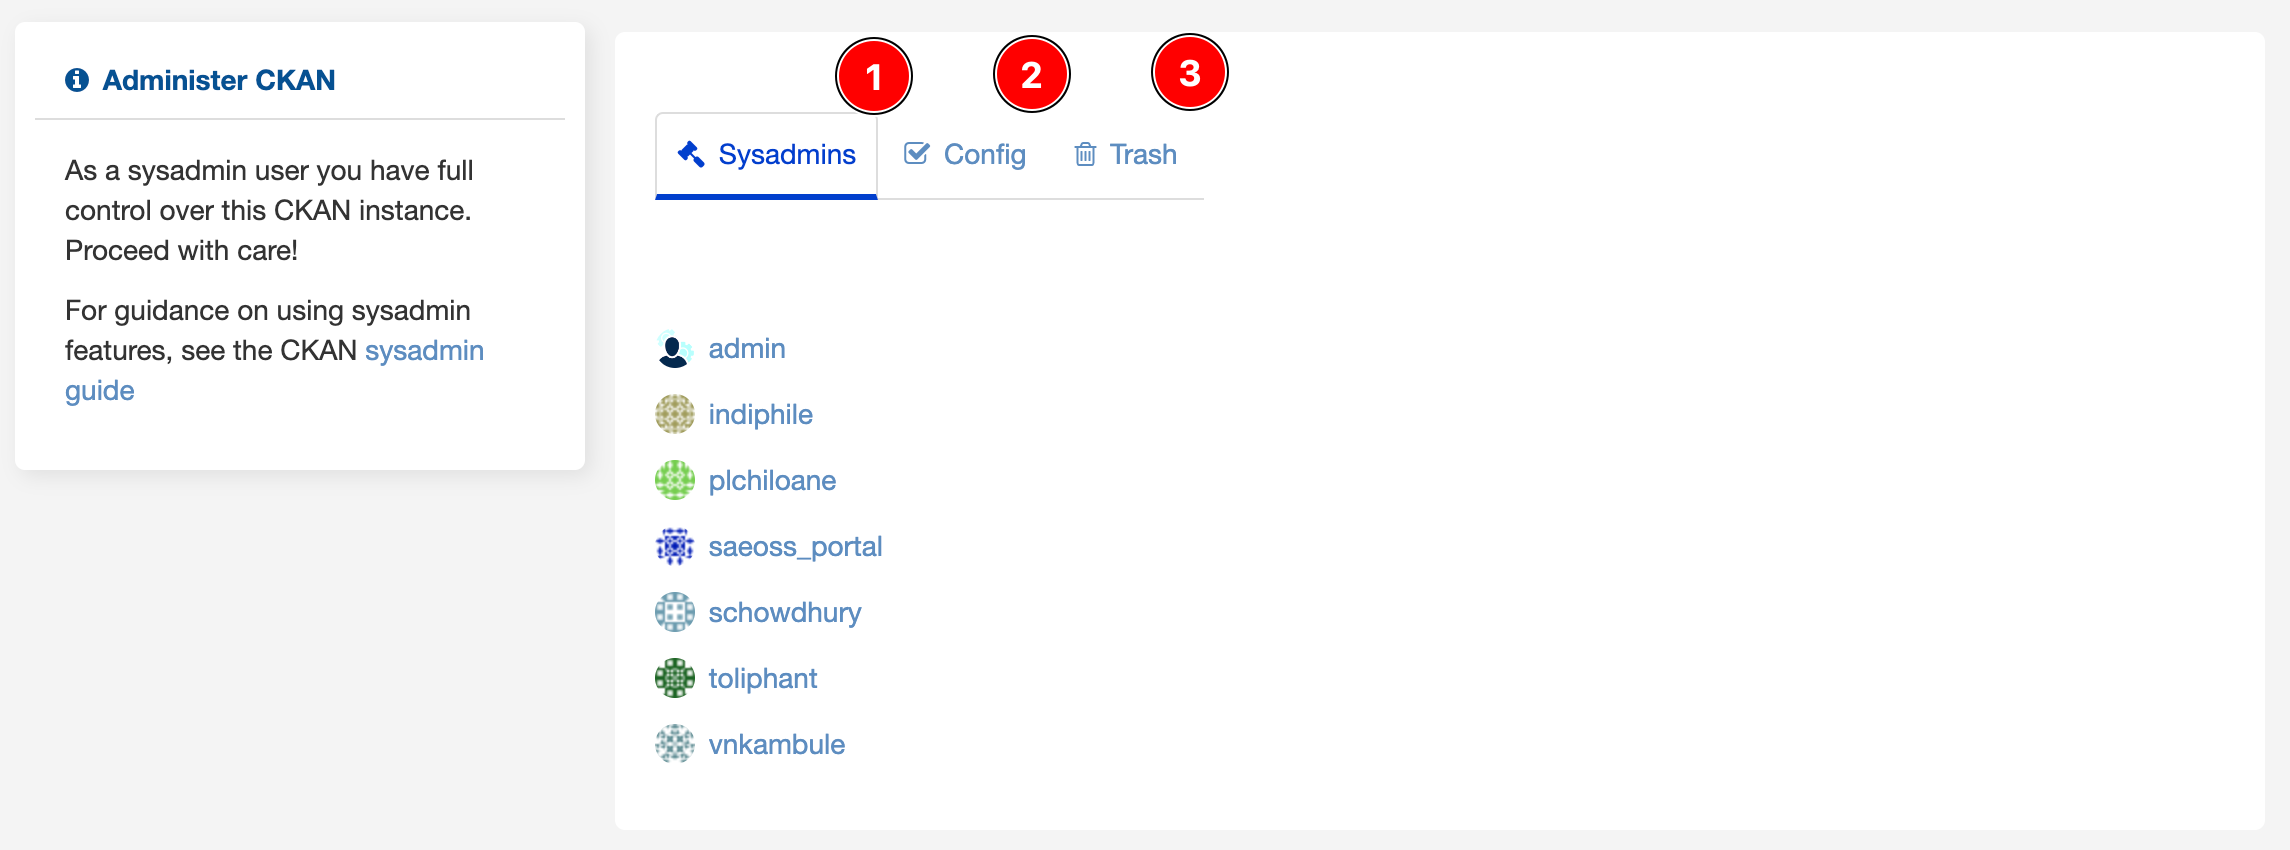 Administer CKAN
As a sysadmin user you have full
control over this CKAN instance.
Proceed with care!
For guidance on using sysadmin
features, see the CKAN sysadmin
guide
1 2 3
Sysadmins Config Trash
admin
indiphile
plchiloane
saeoss_portal
schowdhury
toliphant
vnkambule